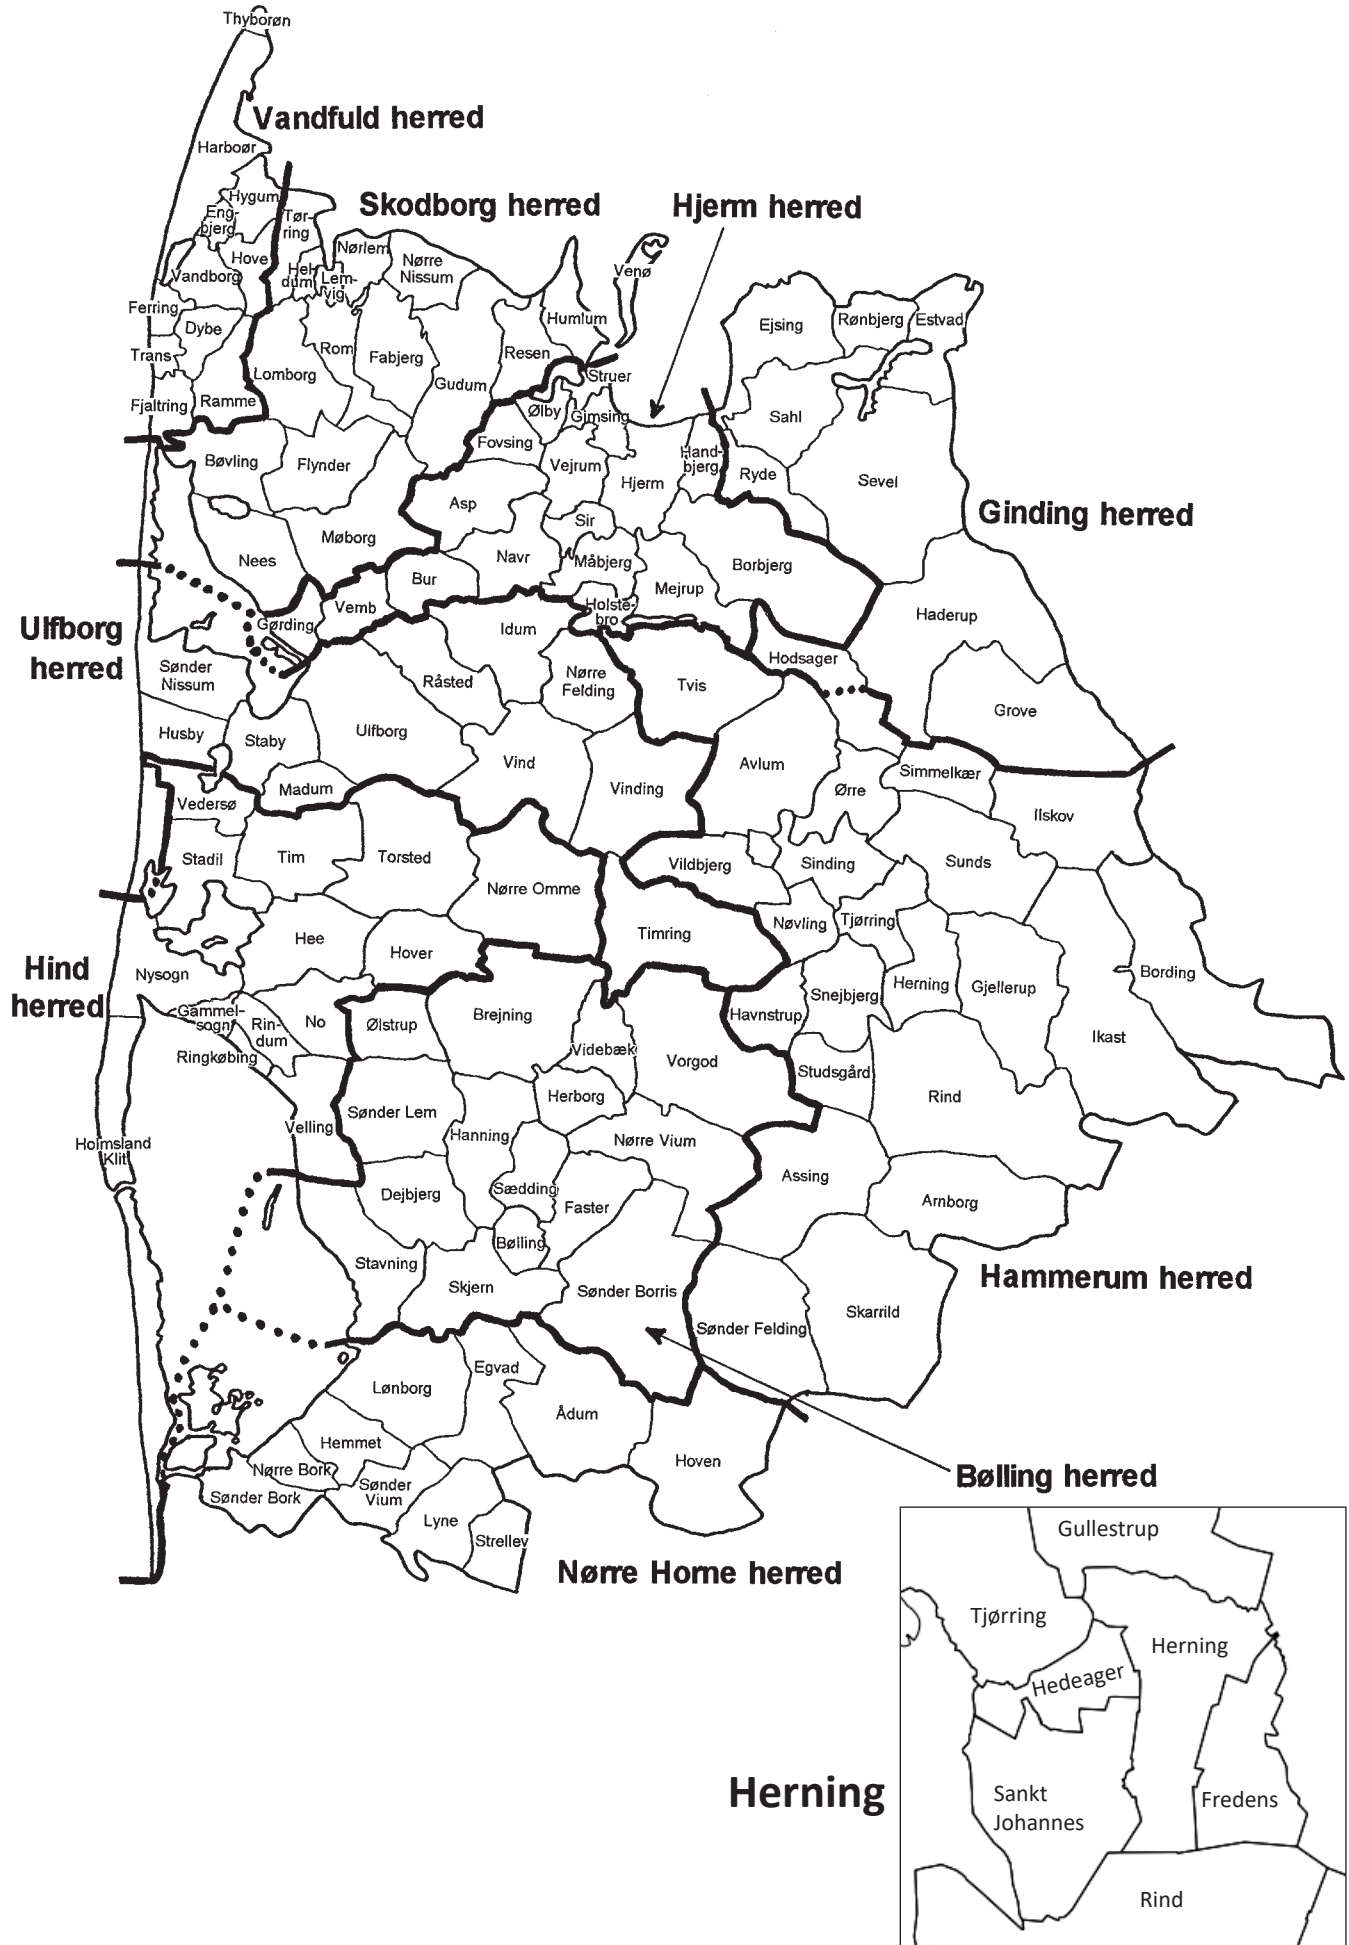 Thyborøn
Vandfuld herred
Harboør
Skodborg herred
Hjerm herred
Hygum
Eng-
bjerg
Tør-
ring
Hove
Vandborg
Hel-
dum
Lem-
vig
Nørlem
Nørre
Nissum
Venø
Ferring
Dybe
Humlum
Ejsing
Rønbjerg
Estvad
Trans
Rom
Fabjerg
Resen
Lomborg
Gudum
Struer
Fjaltring
Ramme
Ølby
Gimsing
Sahl
Fovsing
Bøvling
Flynder
Vejrum
Hjerm
Hand-
bjerg
Ryde
Sevel
Asp
Sir
Ginding herred
Møborg
Nees
Navr
Måbjerg
Borbjerg
Bur
Mejrup
Vemb
Holste-
bro
Haderup
Ulfborg
herred
Gørding
Idum
Hodsager
Sønder
Nissum
Råsted
Nørre
Felding
Tvis
Grove
Husby
Staby
Ulfborg
Vind
Avlum
Simmelkær
Madum
Vinding
Ørre
Vedersø
Ilskov
Stadil
Tim
Torsted
Vildbjerg
Sinding
Sunds
Nørre Omme
Nøvling
Tjørring
Timring
Hee
Hover
Hind
herred
Nysogn
Bording
Snejbjerg
Herning
Gjellerup
Gammel-
sogn
Rin-
dum
No
Ølstrup
Brejning
Havnstrup
Ikast
Ringkøbing
Videbæk
Vorgod
Studsgård
Herborg
Rind
Sønder Lem
Velling
Hanning
Nørre Vium
Holmsland
Klit
Assing
Dejbjerg
Sædding
Faster
Arnborg
Bølling
Stavning
Skjern
Sønder Borris
Hammerum herred
Sønder Felding
Skarrild
Egvad
Lønborg
Ådum
Hemmet
Hoven
Nørre Bork
Bølling herred
Sønder Bork
Sønder
Vium
Lyne
Strellev
Nørre Horne herred
Gullestrup
Tjørring
Herning
Hedeager
Herning
Sankt
Johannes
Fredens
Rind